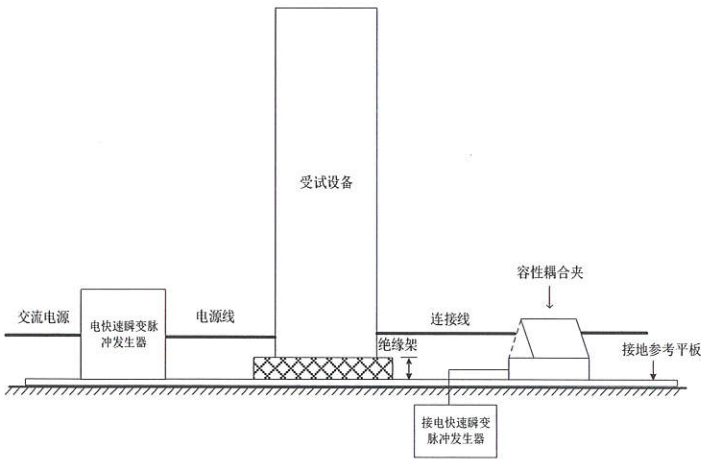 受试设备
容性耦合夹
交流电源
电快速瞬变脉
冲发生器
电源线
连接线
绝缘架
接地参考平板
接电快速瞬变
脉冲发生器